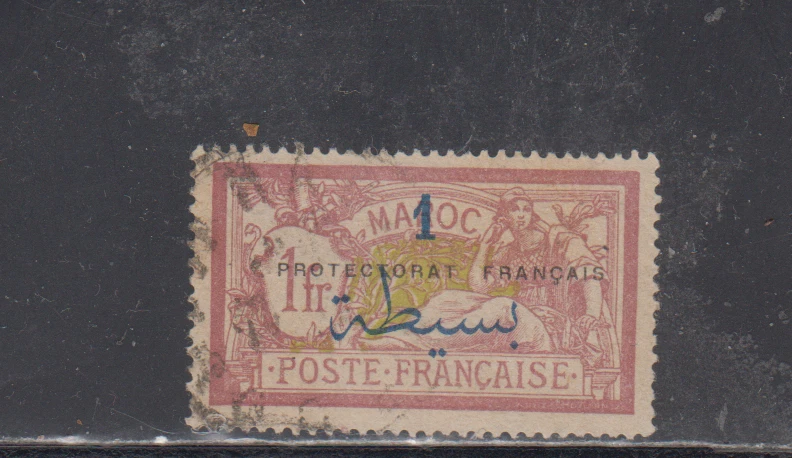 1
MAROC
PROTECTORAT FRANÇAIS
1 fr
بسيطة
·POSTE·FRANÇAISE·